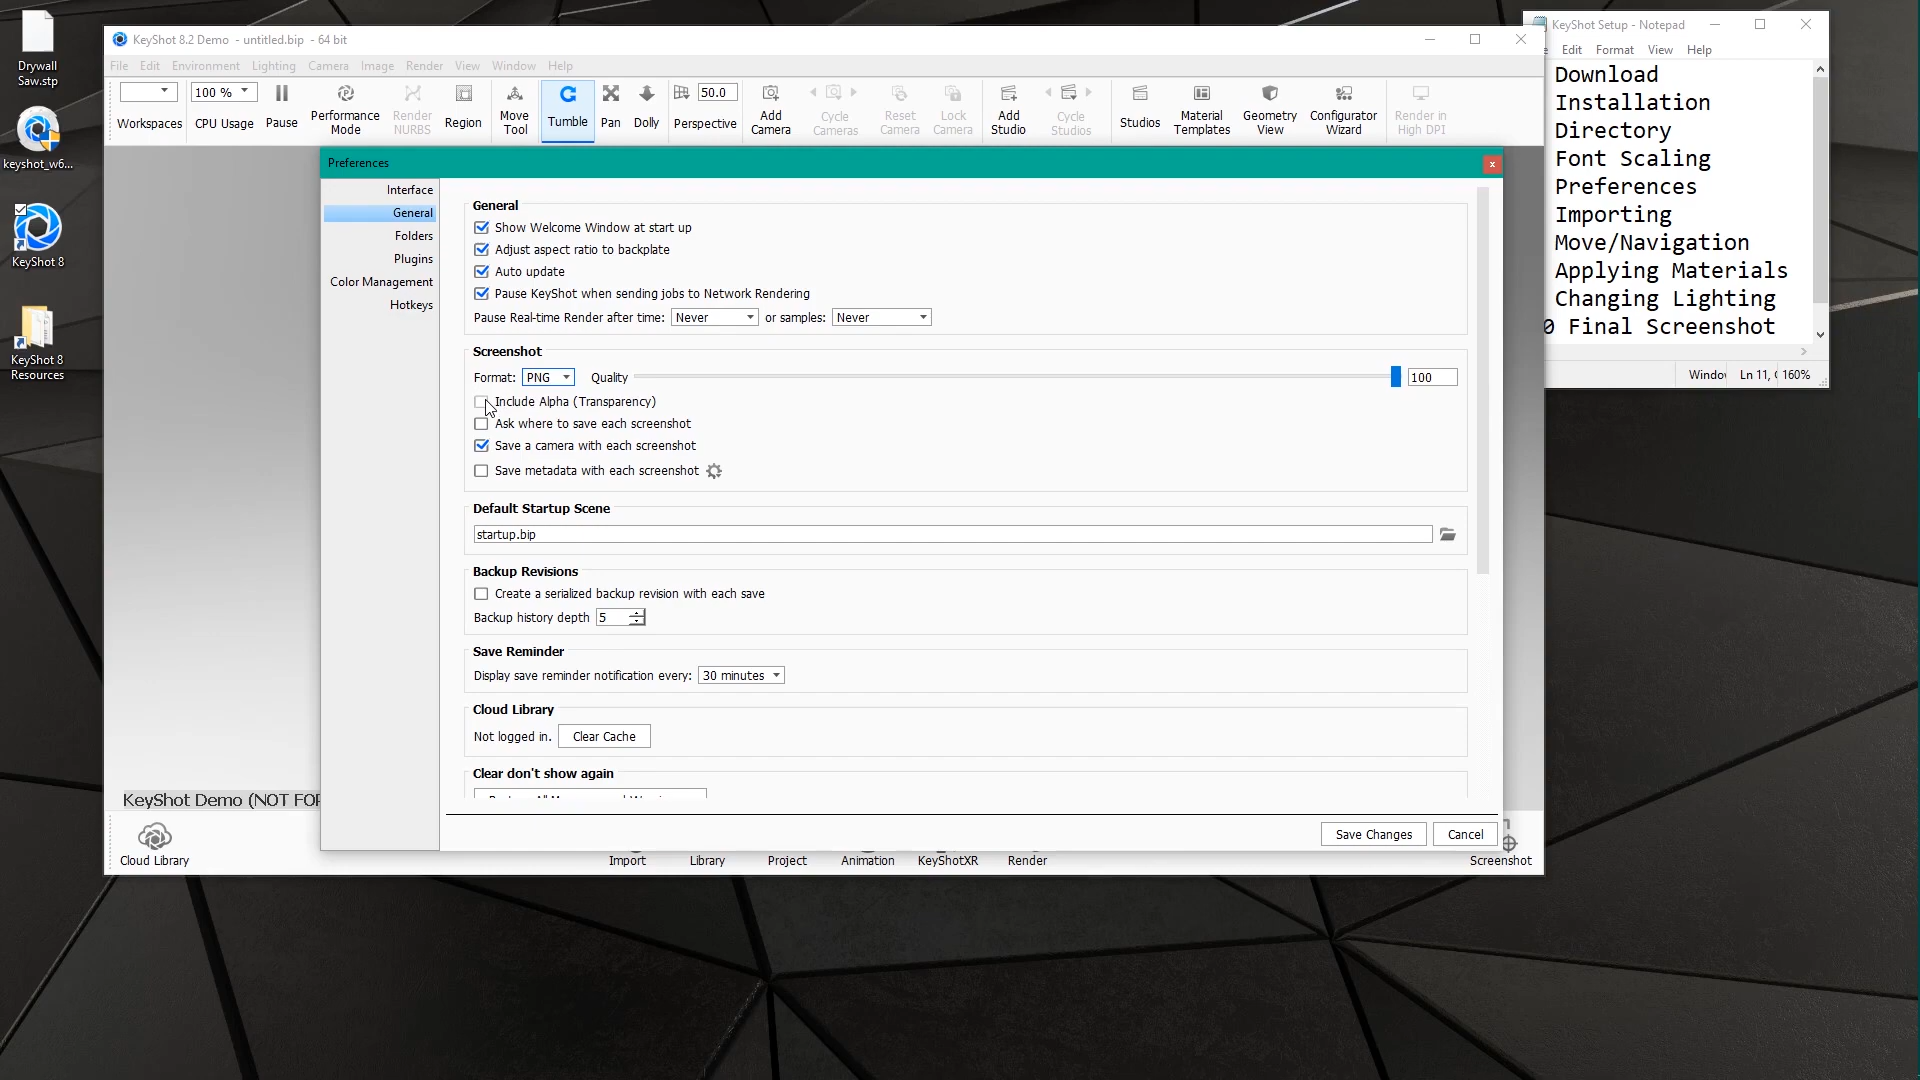 Drywall
Saw.stp
keyshot_w6...
KeyShot 8
KeyShot 8
Resources
KeyShot 8.2 Demo - untitled.bip - 64 bit
File Edit Environment Lighting Camera Image Render View Window Help
100 % 50.0
Workspaces CPU Usage Pause Performance Mode Render NURBS Region Move Tool Tumble Pan Dolly Perspective Add Camera Cycle Cameras Reset Camera Lock Camera Add Studio Cycle Studios Studios Material Templates Geometry View Configurator Wizard Render in High DPI
Preferences
Interface
General
Folders
Plugins
Color Management
Hotkeys
General
Show Welcome Window at start up
Adjust aspect ratio to backplate
Auto update
Pause KeyShot when sending jobs to Network Rendering
Pause Real-time Render after time: Never or samples: Never
Screenshot
Format: PNG Quality 100
Include Alpha (Transparency)
Ask where to save each screenshot
Save a camera with each screenshot
Save metadata with each screenshot
Default Startup Scene
startup.bip
Backup Revisions
Create a serialized backup revision with each save
Backup history depth 5
Save Reminder
Display save reminder notification every: 30 minutes
Cloud Library
Not logged in. Clear Cache
Clear don't show again
Save Changes Cancel
KeyShot Demo (NOT FOR
Cloud Library Import Library Project Animation KeyShotXR Render Screenshot
KeyShot Setup - Notepad
Edit Format View Help
Download
Installation
Directory
Font Scaling
Preferences
Importing
Move/Navigation
Applying Materials
Changing Lighting
0 Final Screenshot
Ln 11, 160%